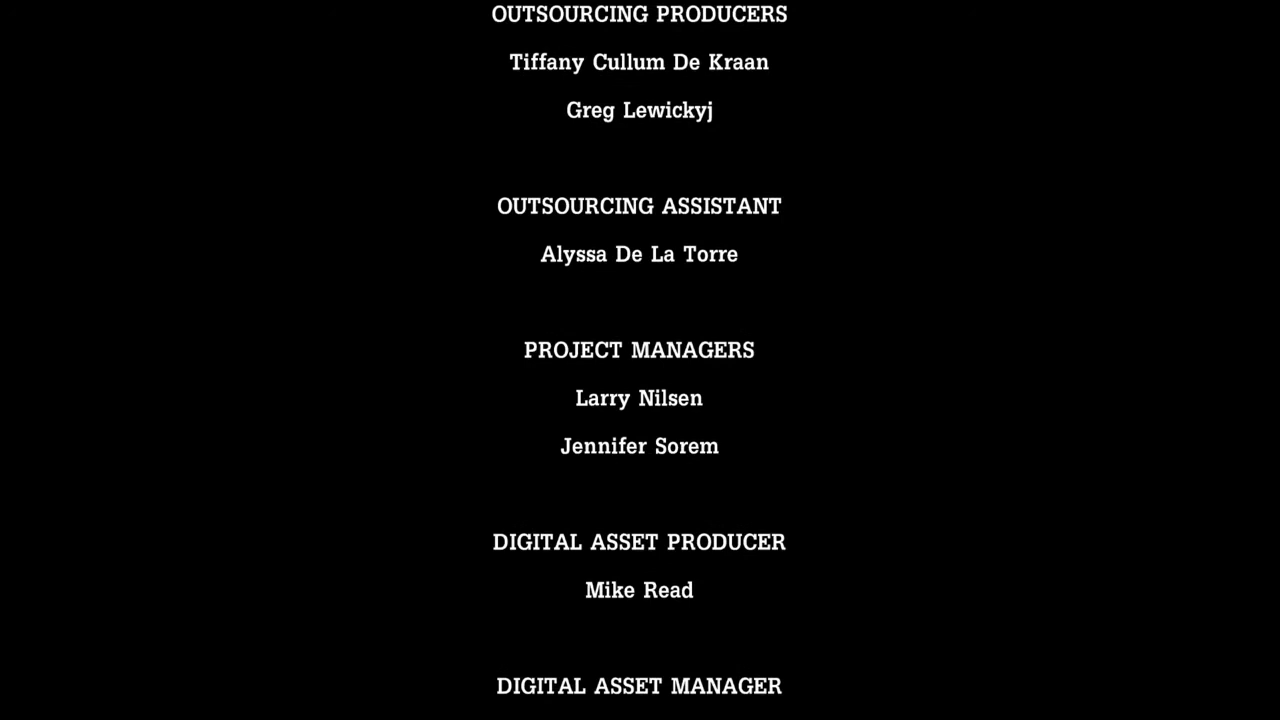 OUTSOURCING PRODUCERS
Tiffany Cullum De Kraan
Greg Lewickyj
OUTSOURCING ASSISTANT
Alyssa De La Torre
PROJECT MANAGERS
Larry Nilsen
Jennifer Sorem
DIGITAL ASSET PRODUCER
Mike Read
DIGITAL ASSET MANAGER